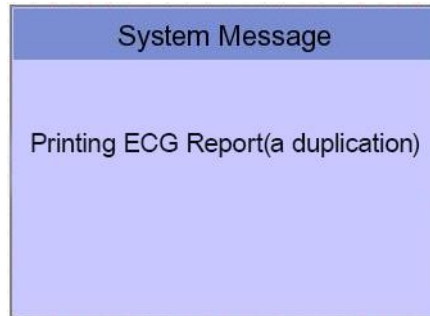 System Message
Printing ECG Report(a duplication)